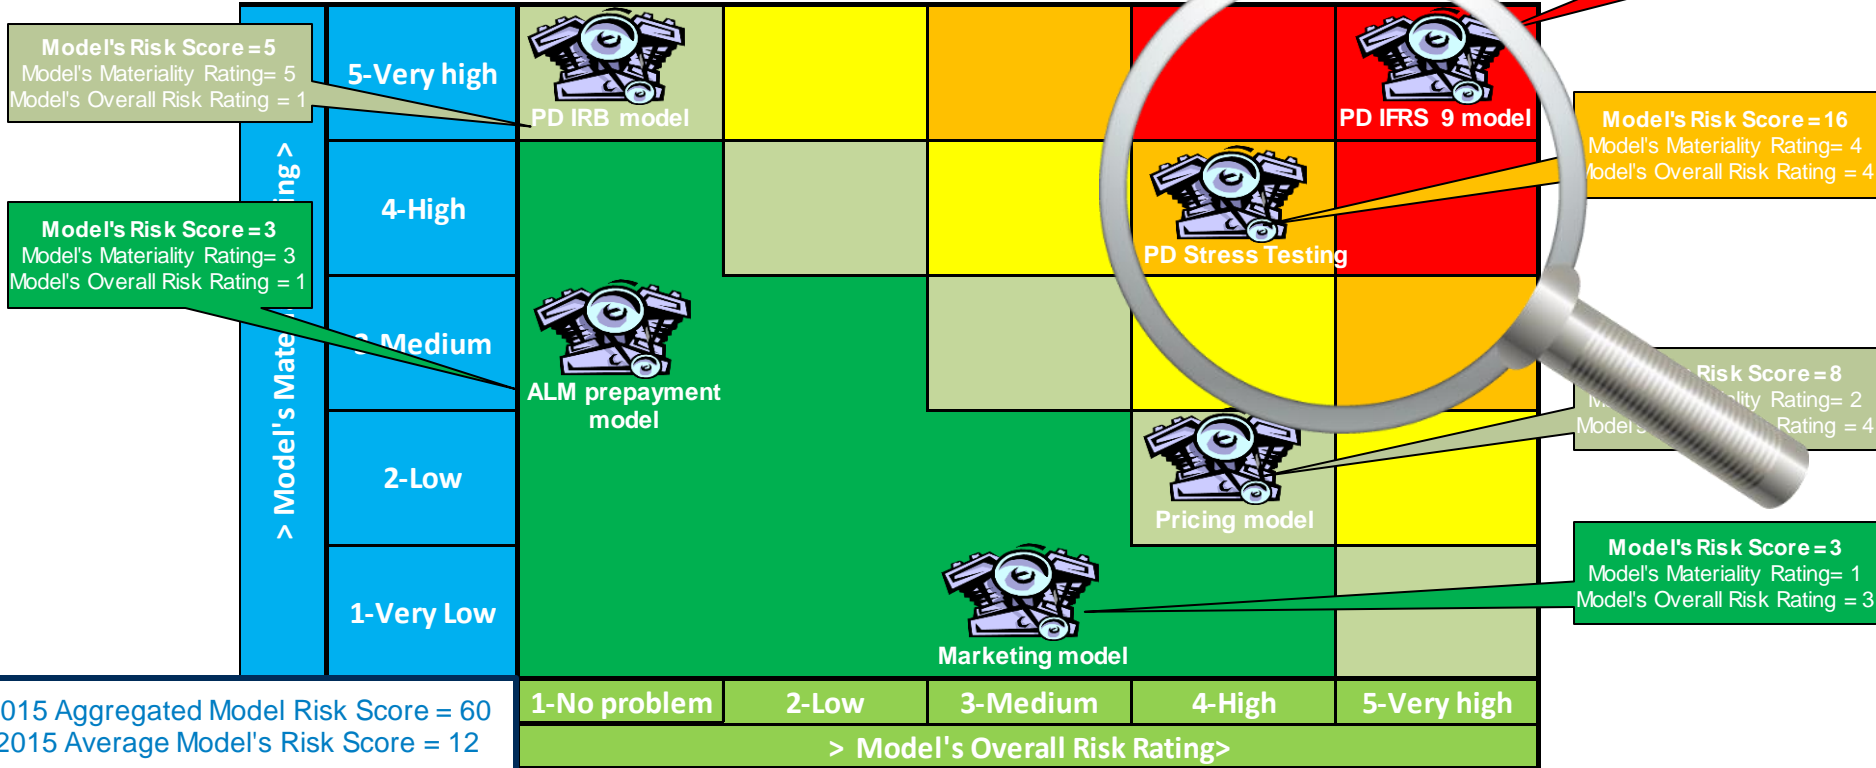 Model's Risk Score = 5
Model's Materiality Rating= 5
Model's Overall Risk Rating = 1
5-Very high
PD IRB model
PD IFRS 9 model
Model's Risk Score = 16
Model's Materiality Rating= 4
Model's Overall Risk Rating = 4
> Model's Mate ing >
4-High
PD Stress Testing
Model's Risk Score = 3
Model's Materiality Rating= 3
Model's Overall Risk Rating = 1
-Medium
ALM prepayment
model
Risk Score = 8
Rating= 2
Model's Rating = 4
2-Low
Pricing model
Model's Risk Score = 3
Model's Materiality Rating= 1
Model's Overall Risk Rating = 3
1-Very Low
Marketing model
015 Aggregated Model Risk Score = 60
2015 Average Model's Risk Score = 12
1-No problem
2-Low
3-Medium
4-High
5-Very high
> Model's Overall Risk Rating>